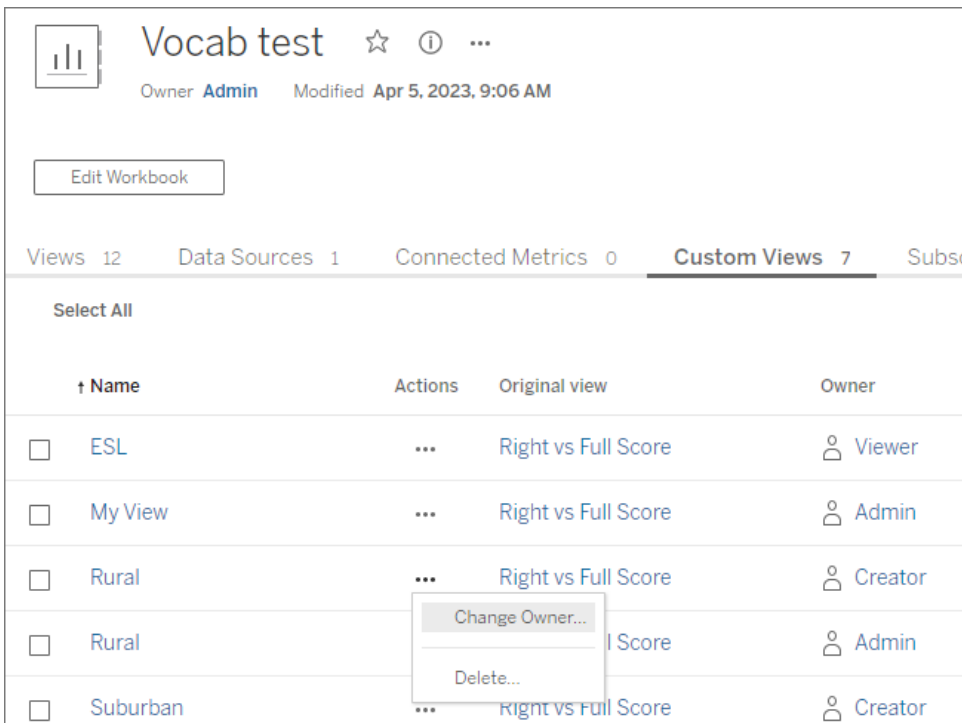 Vocab test
Owner Admin Modified Apr 5, 2023, 9:06 AM
Edit Workbook
Views 12 Data Sources 1 Connected Metrics 0 Custom Views 7 Subsc
Select All
↑ Name Actions Original view Owner
ESL ••• Right vs Full Score Viewer
My View ••• Right vs Full Score Admin
Rural ••• Right vs Full Score Creator
Change Owner...
Rural l Score Admin
Delete...
Suburban ••• Right vs Full Score Creator